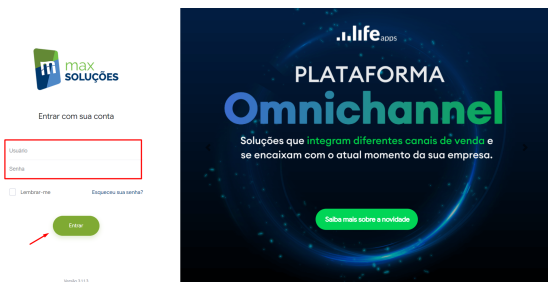 max
SOLUÇÕES
Entrar com sua conta
Usuário
Senha
Lembrar-me
Esqueceu sua senha?
Entrar
.ı.lıfe apps
PLATAFORMA
Omnichannel
Soluções que integram diferentes canais de venda e
se encaixam com o atual momento da sua empresa.
Saiba mais sobre a novidade